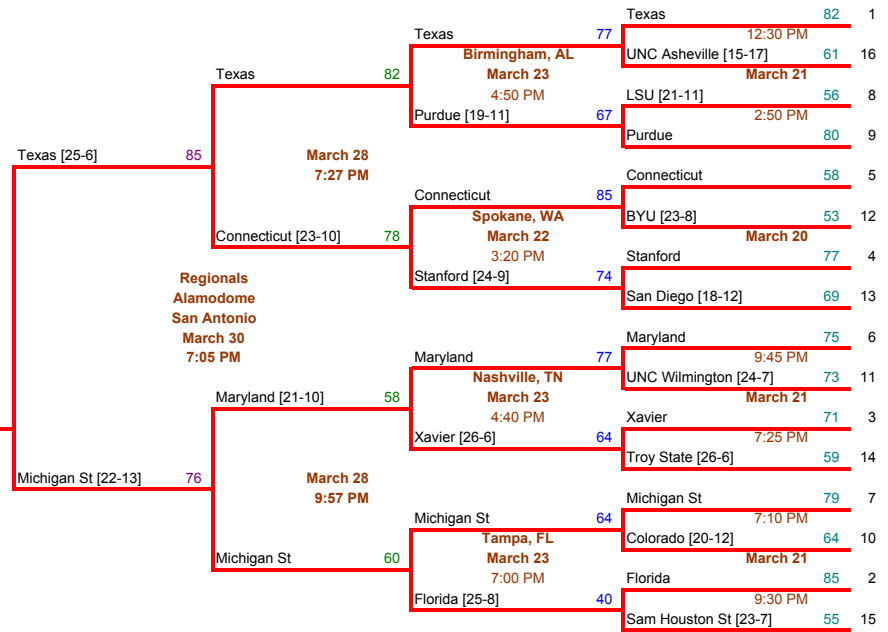 Texas 82 1
12:30 PM
UNC Asheville [15-17] 61 16
March 21
LSU [21-11] 56 8
2:50 PM
Purdue 80 9
Connecticut 58 5
BYU [23-8] 53 12
March 20
Stanford 77 4
San Diego [18-12] 69 13
Maryland 75 6
9:45 PM
UNC Wilmington [24-7] 73 11
March 21
Xavier 71 3
7:25 PM
Troy State [26-6] 59 14
Michigan St 79 7
7:10 PM
Colorado [20-12] 64 10
March 21
Florida 85 2
9:30 PM
Sam Houston St [23-7] 55 15
Texas 77
Birmingham, AL
March 23
4:50 PM
Purdue [19-11] 67
Connecticut 85
Spokane, WA
March 22
3:20 PM
Stanford [24-9] 74
Maryland 77
Nashville, TN
March 23
4:40 PM
Xavier [26-6] 64
Michigan St 64
Tampa, FL
March 23
7:00 PM
Florida [25-8] 40
Texas 82
March 28
7:27 PM
Connecticut [23-10] 78
Maryland [21-10] 58
March 28
9:57 PM
Michigan St 60
Texas [25-6] 85
Regionals
Alamodome
San Antonio
March 30
7:05 PM
Michigan St [22-13] 76